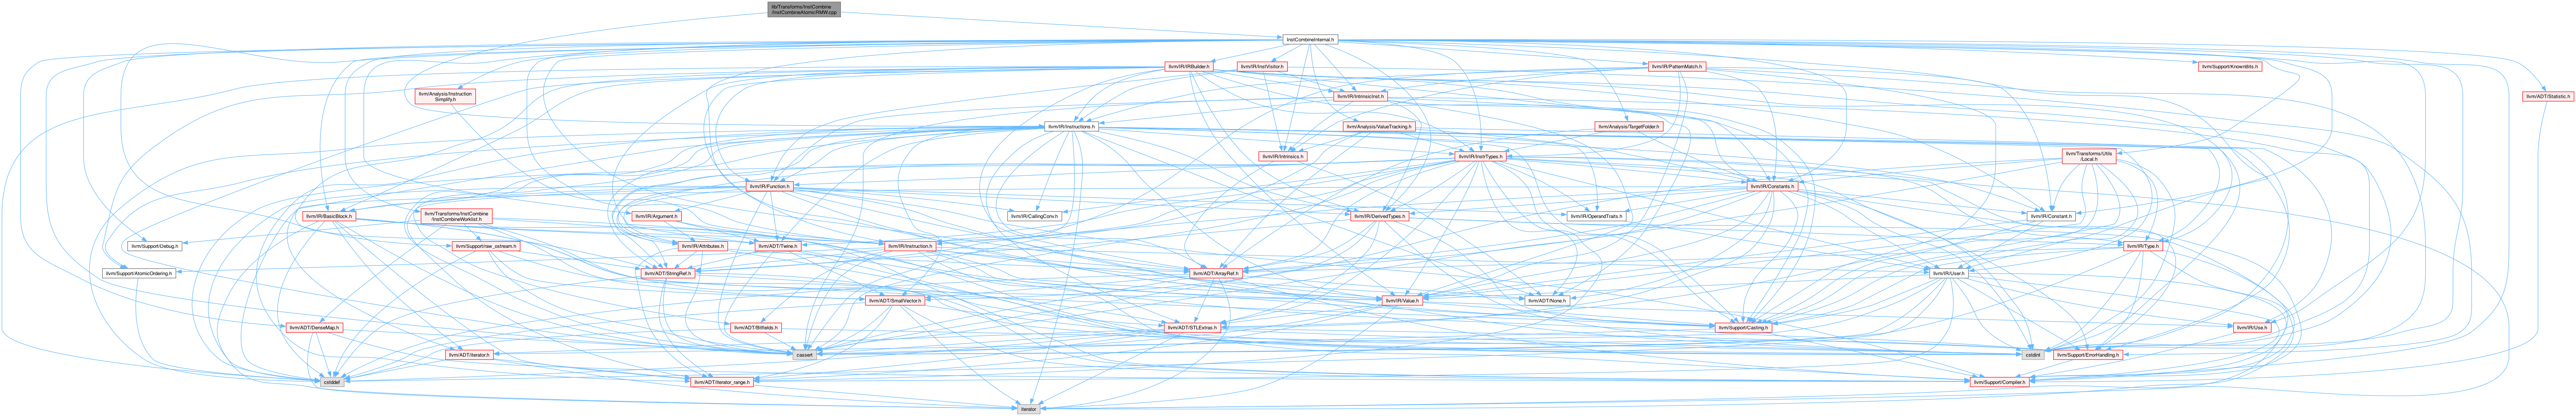 lib/Transforms/InstCombine
/InstCombineAtomicRMW.cpp
InstCombineInternal.h
llvm/IR/IRBuilder.h
llvm/IR/InstVisitor.h
llvm/IR/PatternMatch.h
llvm/Support/KnownBits.h
llvm/Analysis/Instruction
Simplify.h
llvm/IR/IntrinsicInst.h
llvm/ADT/Statistic.h
llvm/IR/Instructions.h
llvm/Analysis/ValueTracking.h
llvm/Analysis/TargetFolder.h
llvm/IR/Intrinsics.h
llvm/IR/InstrTypes.h
llvm/Transforms/Utils
/Local.h
llvm/IR/Function.h
llvm/IR/Constants.h
llvm/IR/BasicBlock.h
llvm/Transforms/InstCombine
/InstCombineWorklist.h
llvm/IR/Argument.h
llvm/IR/CallingConv.h
llvm/IR/DerivedTypes.h
llvm/IR/OperandTraits.h
llvm/IR/Constant.h
llvm/Support/Debug.h
llvm/Support/raw_ostream.h
llvm/IR/Attributes.h
llvm/ADT/Twine.h
llvm/IR/Instruction.h
llvm/IR/Type.h
llvm/Support/AtomicOrdering.h
llvm/ADT/StringRef.h
llvm/ADT/ArrayRef.h
llvm/IR/User.h
llvm/ADT/SmallVector.h
llvm/IR/Value.h
llvm/ADT/None.h
llvm/ADT/DenseMap.h
llvm/ADT/Bitfields.h
llvm/ADT/STLExtras.h
llvm/Support/Casting.h
llvm/IR/Use.h
llvm/ADT/iterator.h
cassert
cstdint
llvm/Support/ErrorHandling.h
cstddef
llvm/ADT/iterator_range.h
llvm/Support/Compiler.h
iterator